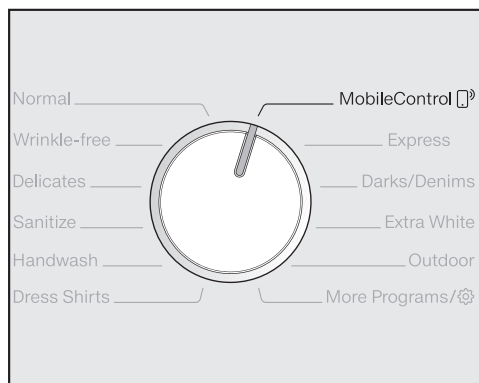 Normal
MobileControl
Wrinkle-free
Express
Delicates
Darks/Denims
Sanitize
Extra White
Handwash
Outdoor
Dress Shirts
More Programs/